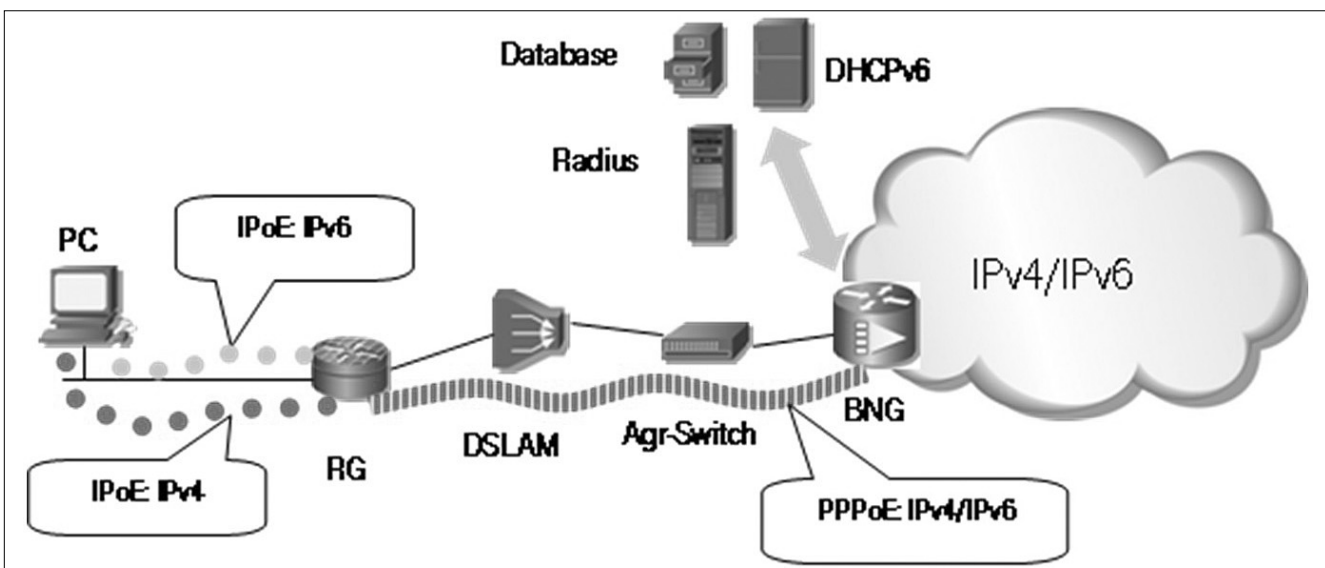 Database
DHCPv6
Radius
IPoE: IPv6
PC
IPv4/IPv6
BNG
Agr-Switch
DSLAM
RG
IPoE: IPv4
PPPoE: IPv4/IPv6